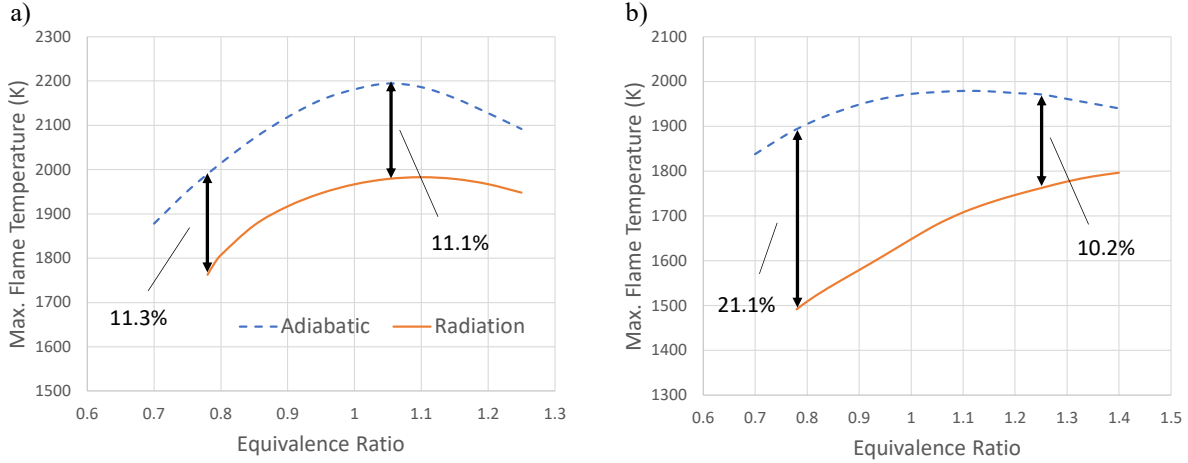 a)
Max. Flame Temperature (K)
2300
2200
2100
2000
1900
1800
1700
1600
1500
0.6 0.7 0.8 0.9 1 1.1 1.2 1.3
Equivalence Ratio
11.3%
11.1%
Adiabatic Radiation
b)
Max. Flame Temperature (K)
2100
2000
1900
1800
1700
1600
1500
1400
1300
0.6 0.7 0.8 0.9 1 1.1 1.2 1.3 1.4 1.5
Equivalence Ratio
21.1%
10.2%